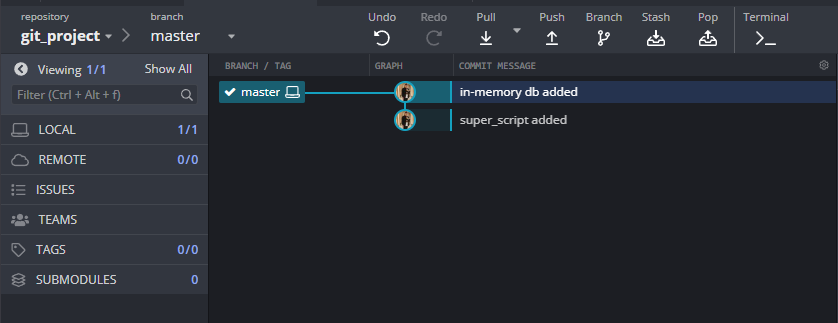 repository
git_project
branch
master
Undo
Redo
Pull
Push
Branch
Stash
Pop
Terminal
Viewing 1/1
Show All
Filter (Ctrl + Alt + f)
LOCAL 1/1
REMOTE 0/0
ISSUES
TEAMS
TAGS 0/0
SUBMODULES 0
BRANCH / TAG
GRAPH
COMMIT MESSAGE
master
in-memory db added
super_script added